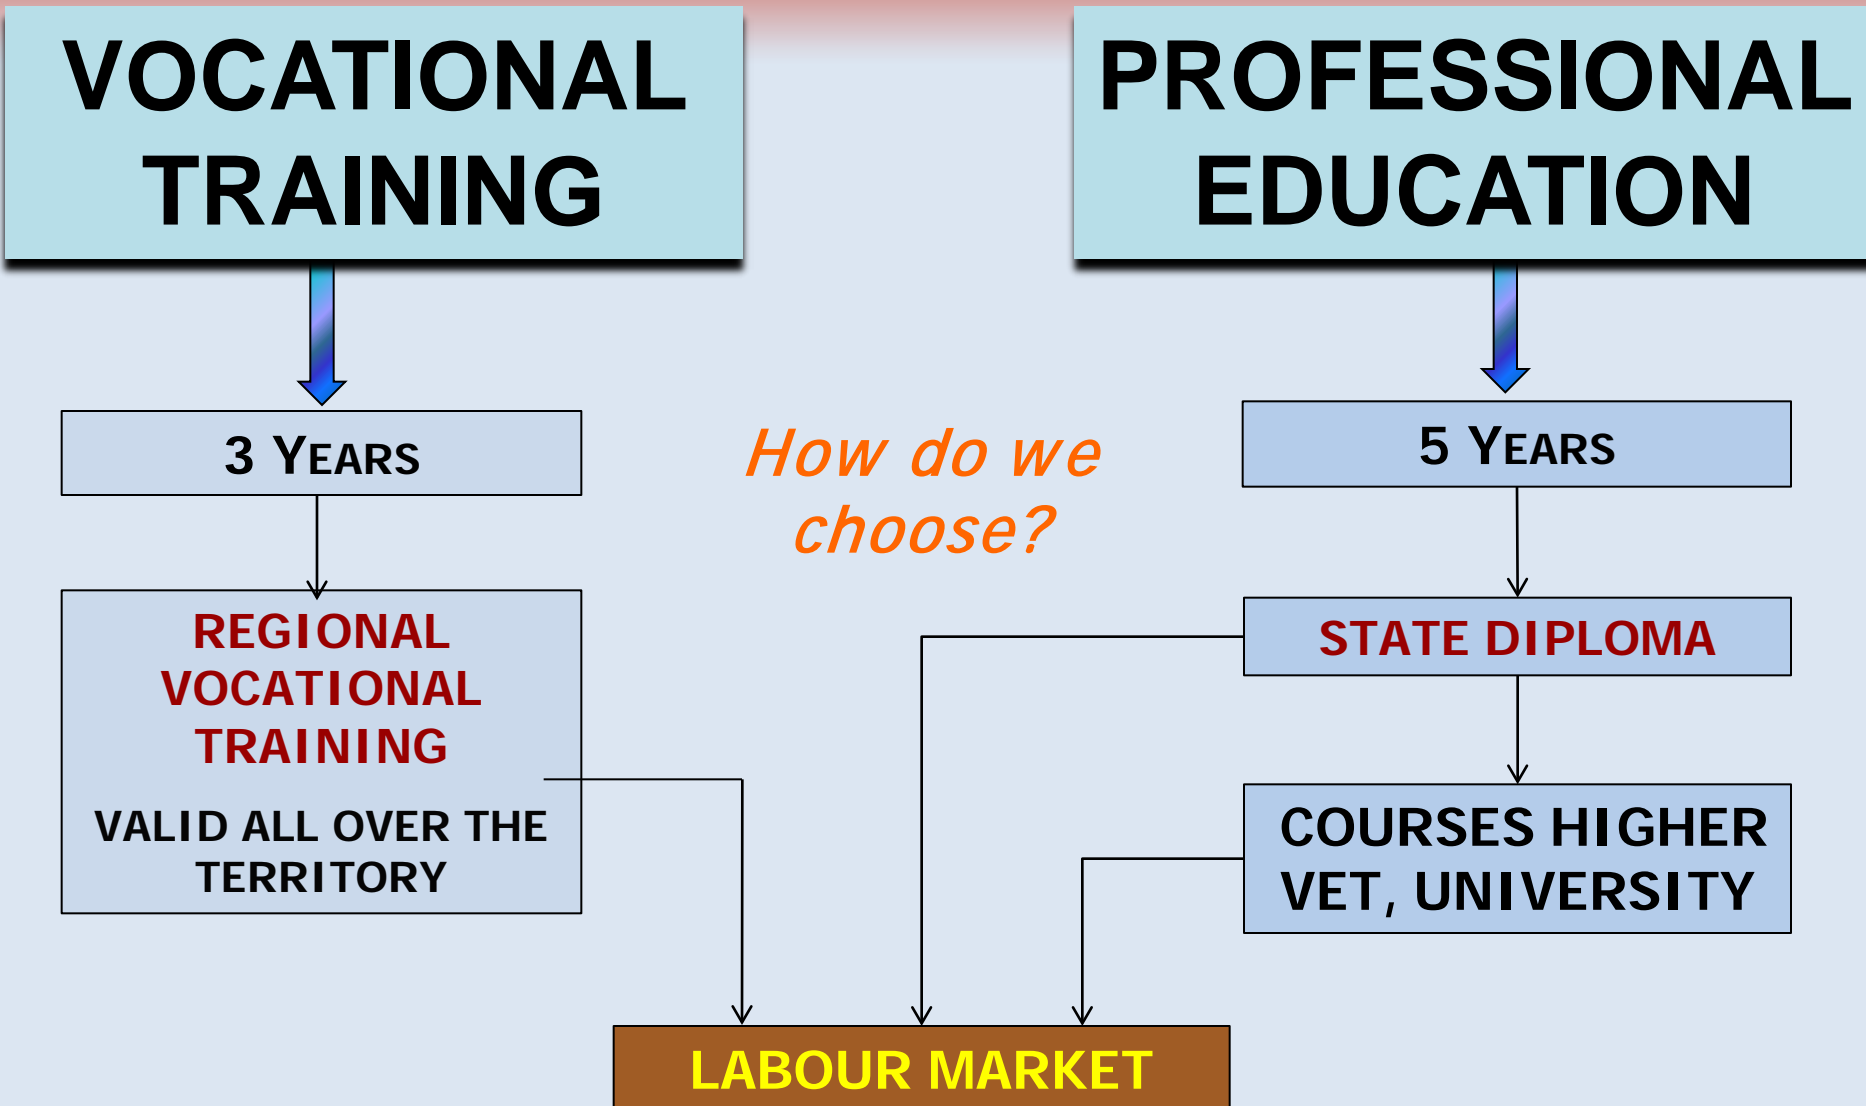 VOCATIONAL
TRAINING
PROFESSIONAL
EDUCATION
3 YEARS
How do we
choose?
5 YEARS
REGIONAL
VOCATIONAL
TRAINING
VALID ALL OVER THE
TERRITORY
STATE DIPLOMA
COURSES HIGHER
VET, UNIVERSITY
LABOUR MARKET